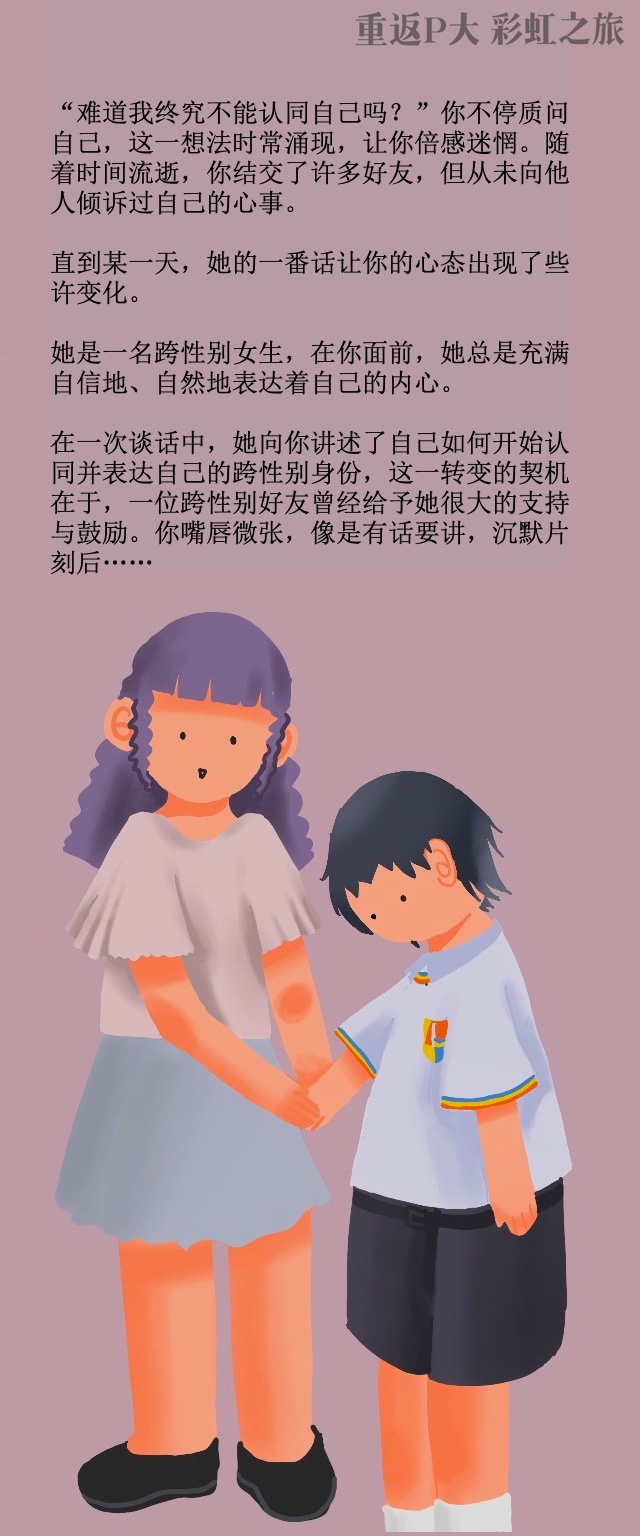 重返P大 彩虹之旅
“难道我终究不能认同自己吗？”你不停质问
自己，这一想法时常涌现，让你倍感迷惘。随
着时间流逝，你结交了许多好友，但从未向他
人倾诉过自己的心事。
直到某一天，她的一番话让你的心态出现了些
许变化。
她是一名跨性别女生，在你面前，她总是充满
自信地、自然地表达着自己的内心。
在一次谈话中，她向你讲述了自己如何开始认
同并表达自己的跨性别身份，这一转变的契机
在于，一位跨性别好友曾经给予她很大的支持
与鼓励。你嘴唇微张，像是有话要讲，沉默片
刻后……